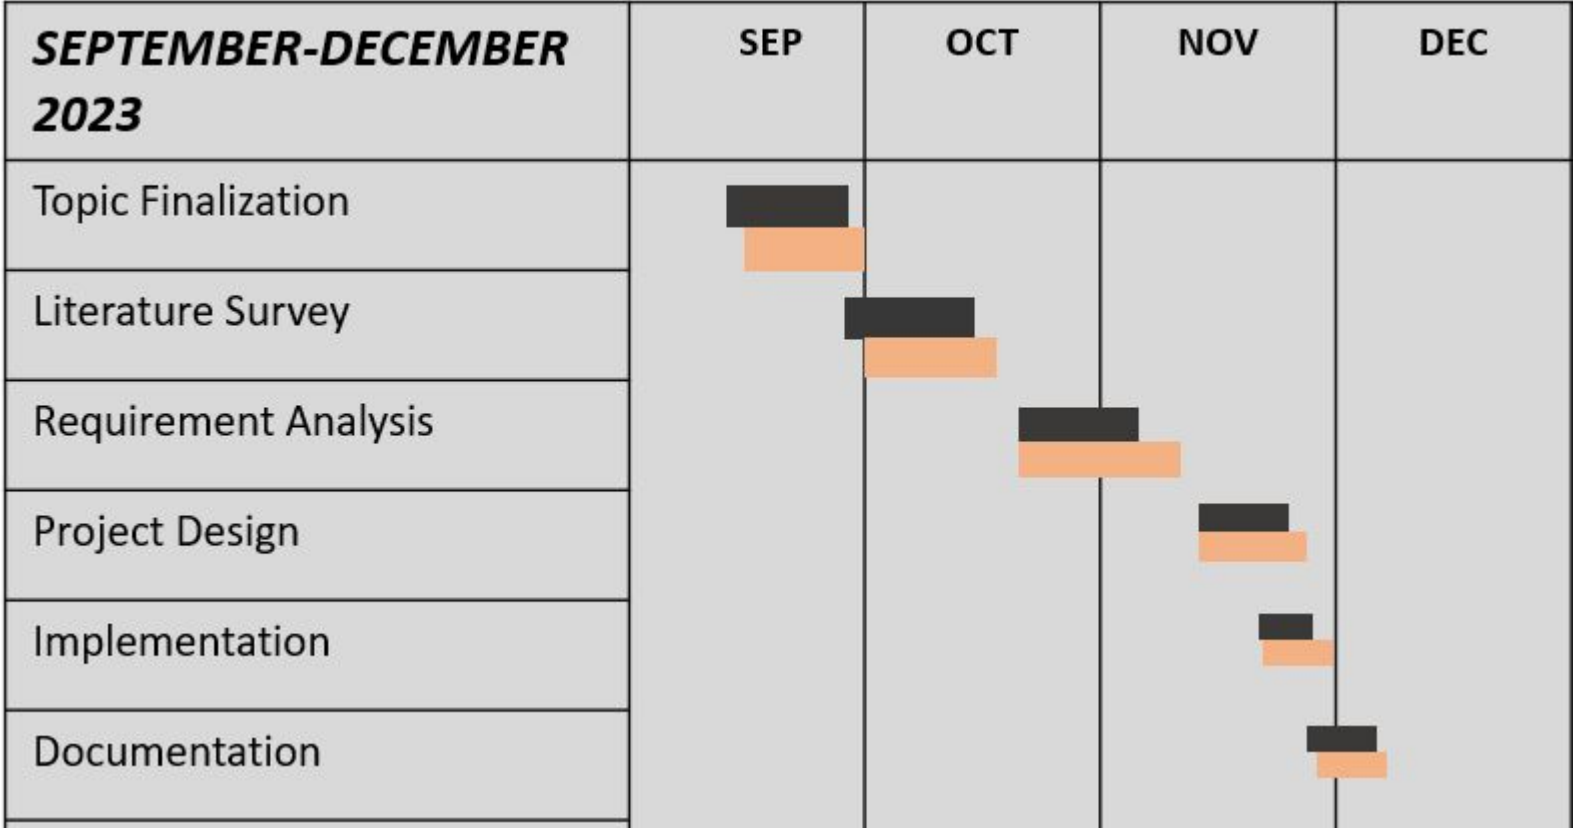 SEPTEMBER-DECEMBER
2023
SEP OCT NOV DEC
Topic Finalization
Literature Survey
Requirement Analysis
Project Design
Implementation
Documentation